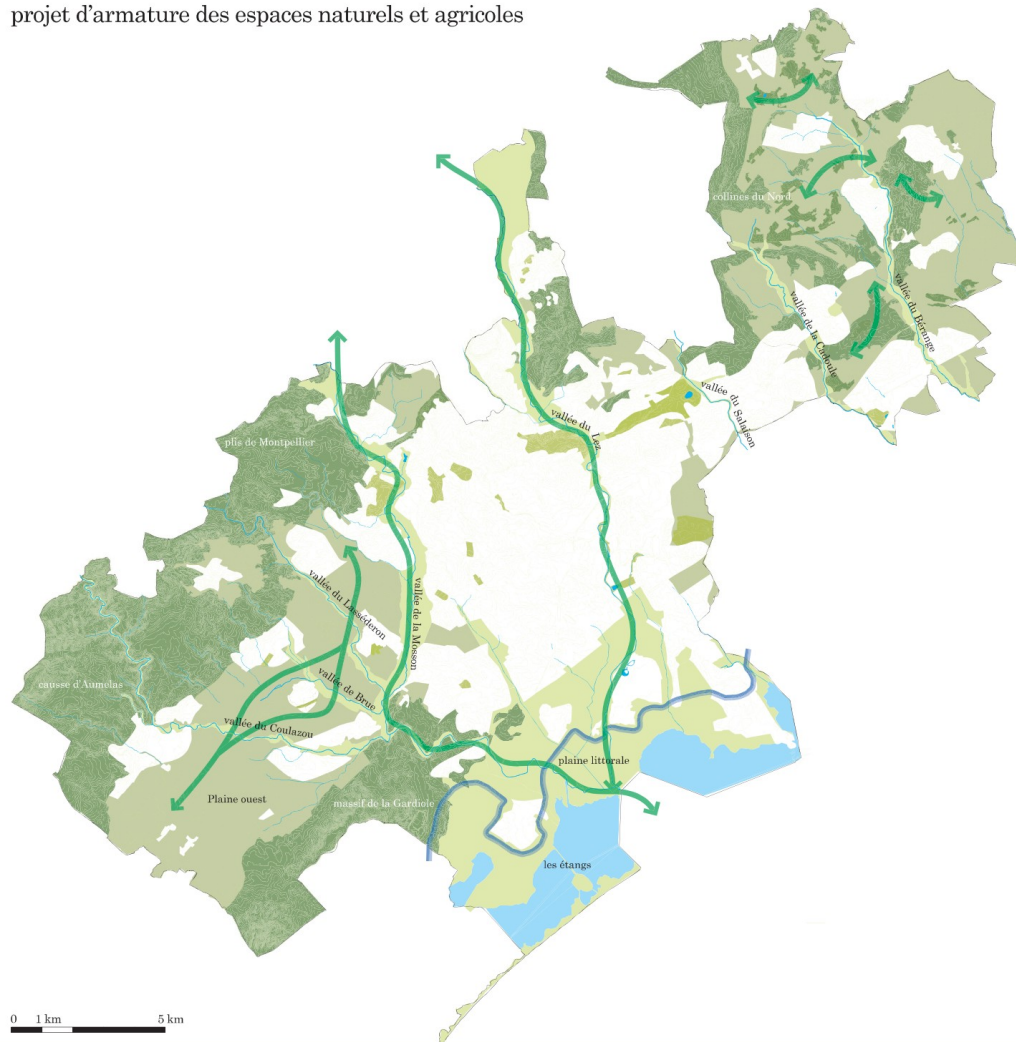 projet d’armature des espaces naturels et agricoles
collines du Nord
vallée du Bérange
vallée de la Cadoule
vallée du Salaison
vallée du Lez
plis de Montpellier
vallée du Lasséderon
vallée de la Mosson
causse d'Aumelas
vallée de Brue
vallée du Coulazou
plaine littorale
Plaine ouest
massif de la Gardiole
les étangs
0 1 km 5 km